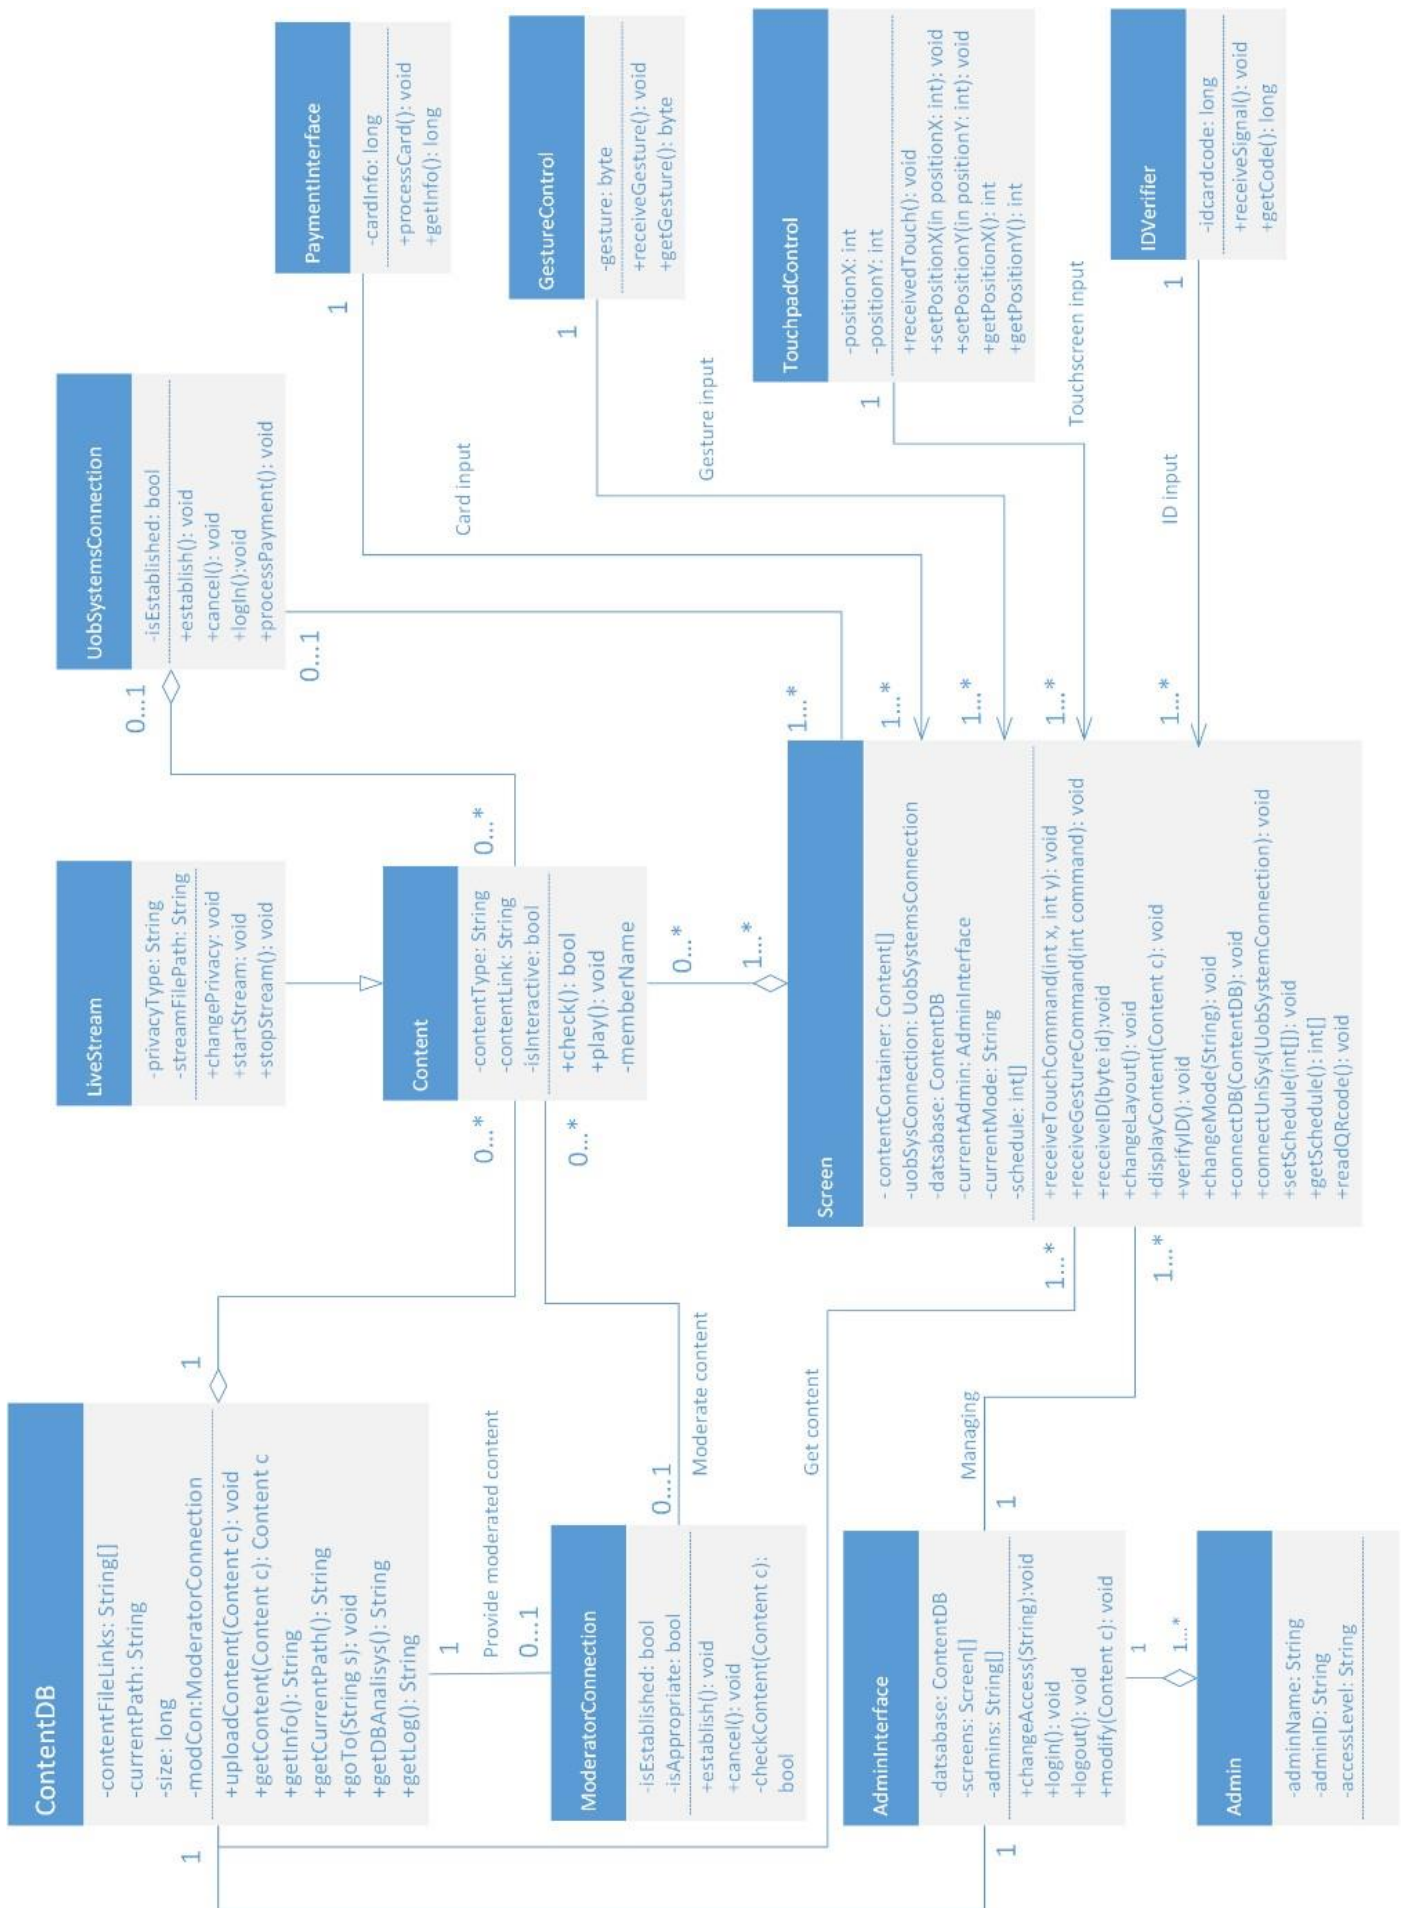 ContentDB
-contentFileLinks: String[]
-currentPath: String
-size: long
-modCon:ModeratorConnection
+uploadContent(Content c): void
+getContent(Content c): Content c
+getInfo(): String
+getCurrentPath(): String
+goTo(String s): void
+getDBAnalisys(): String
+getLog(): String
1
1
1
Provide moderated content
0...1
ModeratorConnection
-isEstablished: bool
-isAppropriate: bool
+establish(): void
+cancel(): void
-checkContent(Content c):
bool
0...1
Moderate content
Get content
Managing
AdminInterface
-datsabase: ContentDB
-screens: Screen[]
-admins: String[]
+changeAccess(String):void
+login(): void
+logout(): void
+modify(Content c): void
1
1
1
1...*
Admin
-adminName: String
-adminID: String
-accessLevel: String
LiveStream
-privacyType: String
-streamFilePath: String
+changePrivacy: void
+startStream: void
+stopStream(): void
Content
-contentType: String
-contentLink: String
-isInteractive: bool
+check(): bool
+play(): void
-memberName
0...*
0...*
0...*
0...*
1...*
Screen
- contentContainer: Content[]
-uobSysConnection: UobSystemsConnection
-datsabase: ContentDB
-currentAdmin: AdminInterface
-currentMode: String
-schedule: int[]
+receiveTouchCommand(int x, int y): void
+receiveGestureCommand(int command): void
+receiveID(byte id):void
+changeLayout(): void
+displayContent(Content c): void
+verifyID(): void
+changeMode(String): void
+connectDB(ContentDB): void
+connectUniSys(UobSystemConnection): void
+setSchedule(int[]): void
+getSchedule(): int[]
+readQRcode(): void
1...*
1...*
1...*
1...*
1...*
1...*
1...*
UobSystemsConnection
-isEstablished: bool
+establish(): void
+cancel(): void
+logIn():void
+processPayment(): void
0...1
0...1
PaymentInterface
-cardInfo: long
+processCard(): void
+getInfo(): long
1
Card input
GestureControl
-gesture: byte
+receiveGesture(): void
+getGesture(): byte
1
Gesture input
TouchpadControl
-positionX: int
-positionY: int
+receivedTouch(): void
+setPositionX(in positionX: int): void
+setPositionY(in positionY: int): void
+getPositionX(): int
+getPositionY(): int
1
Touchscreen input
IDVerifier
-idcardcode: long
+receiveSignal(): void
+getCode(): long
1
ID input